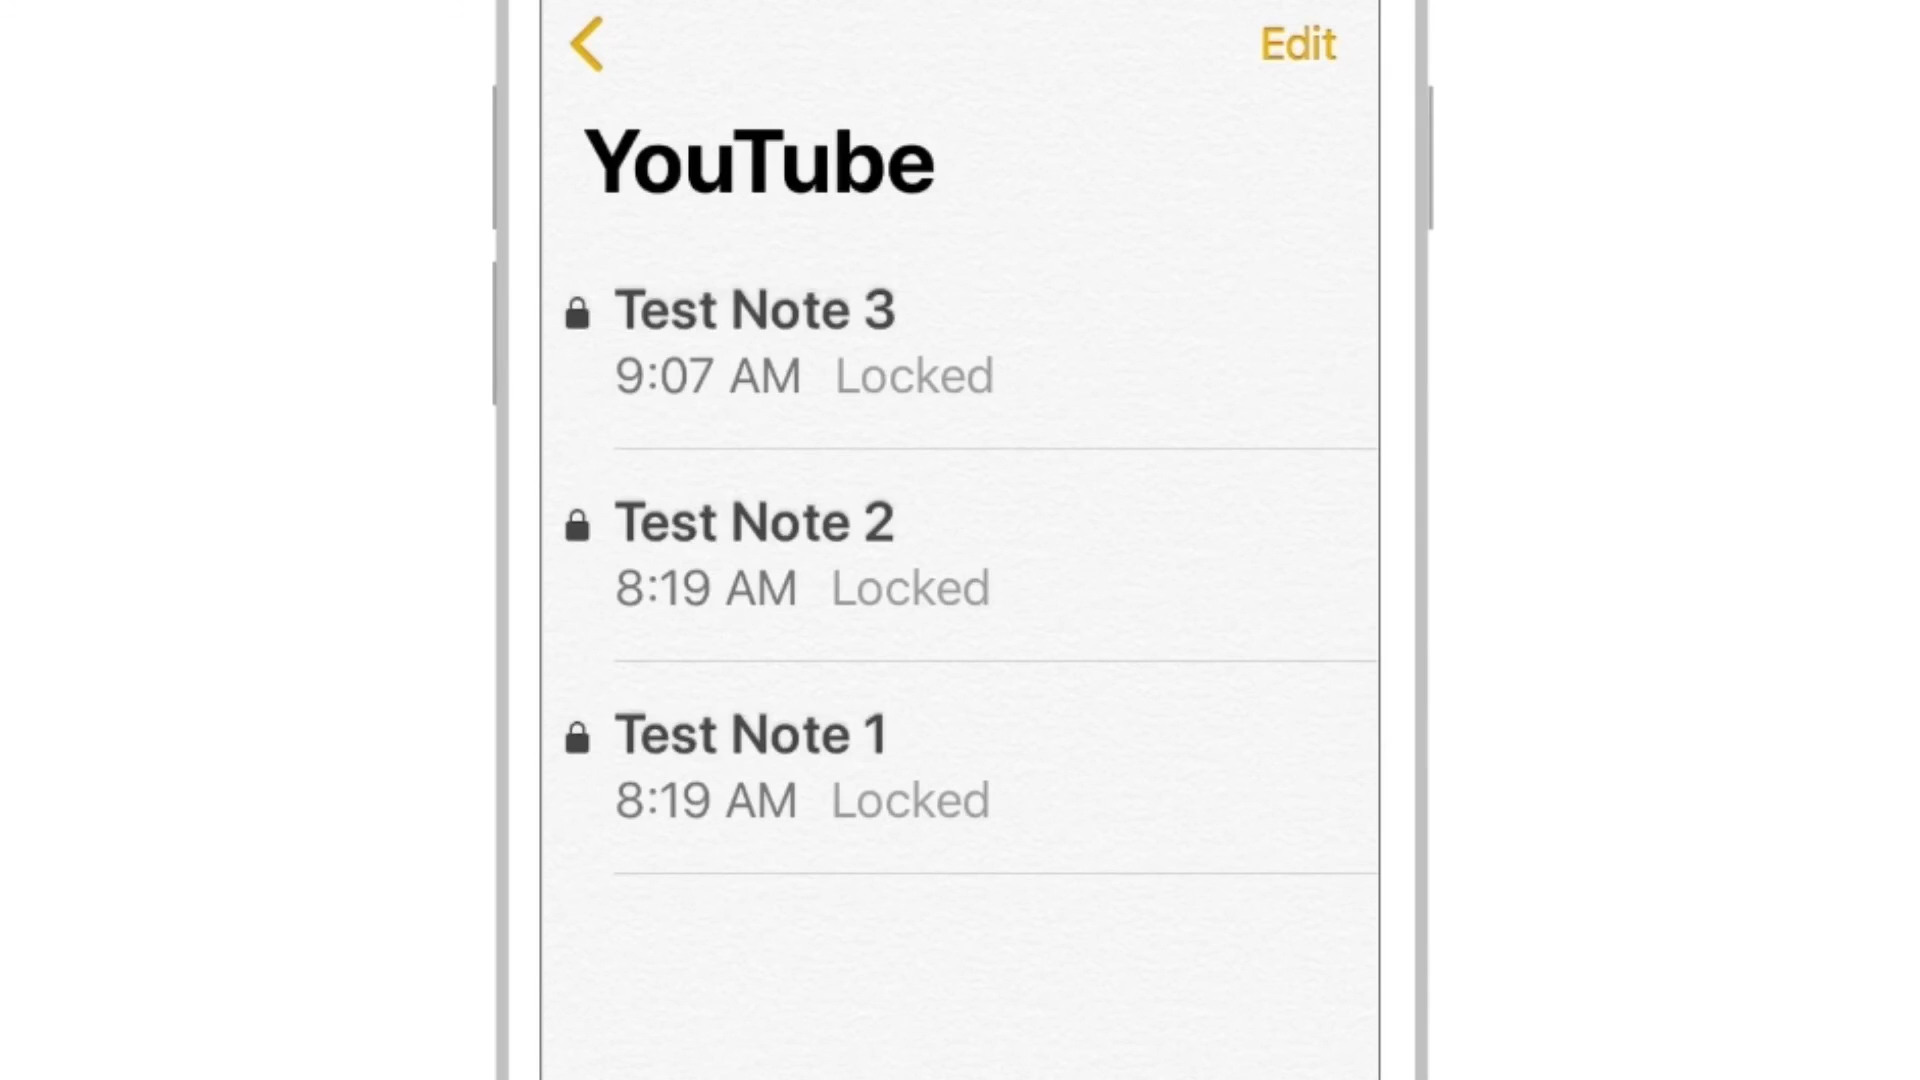 Edit
YouTube
Test Note 3
9:07 AM Locked
Test Note 2
8:19 AM Locked
Test Note 1
8:19 AM Locked